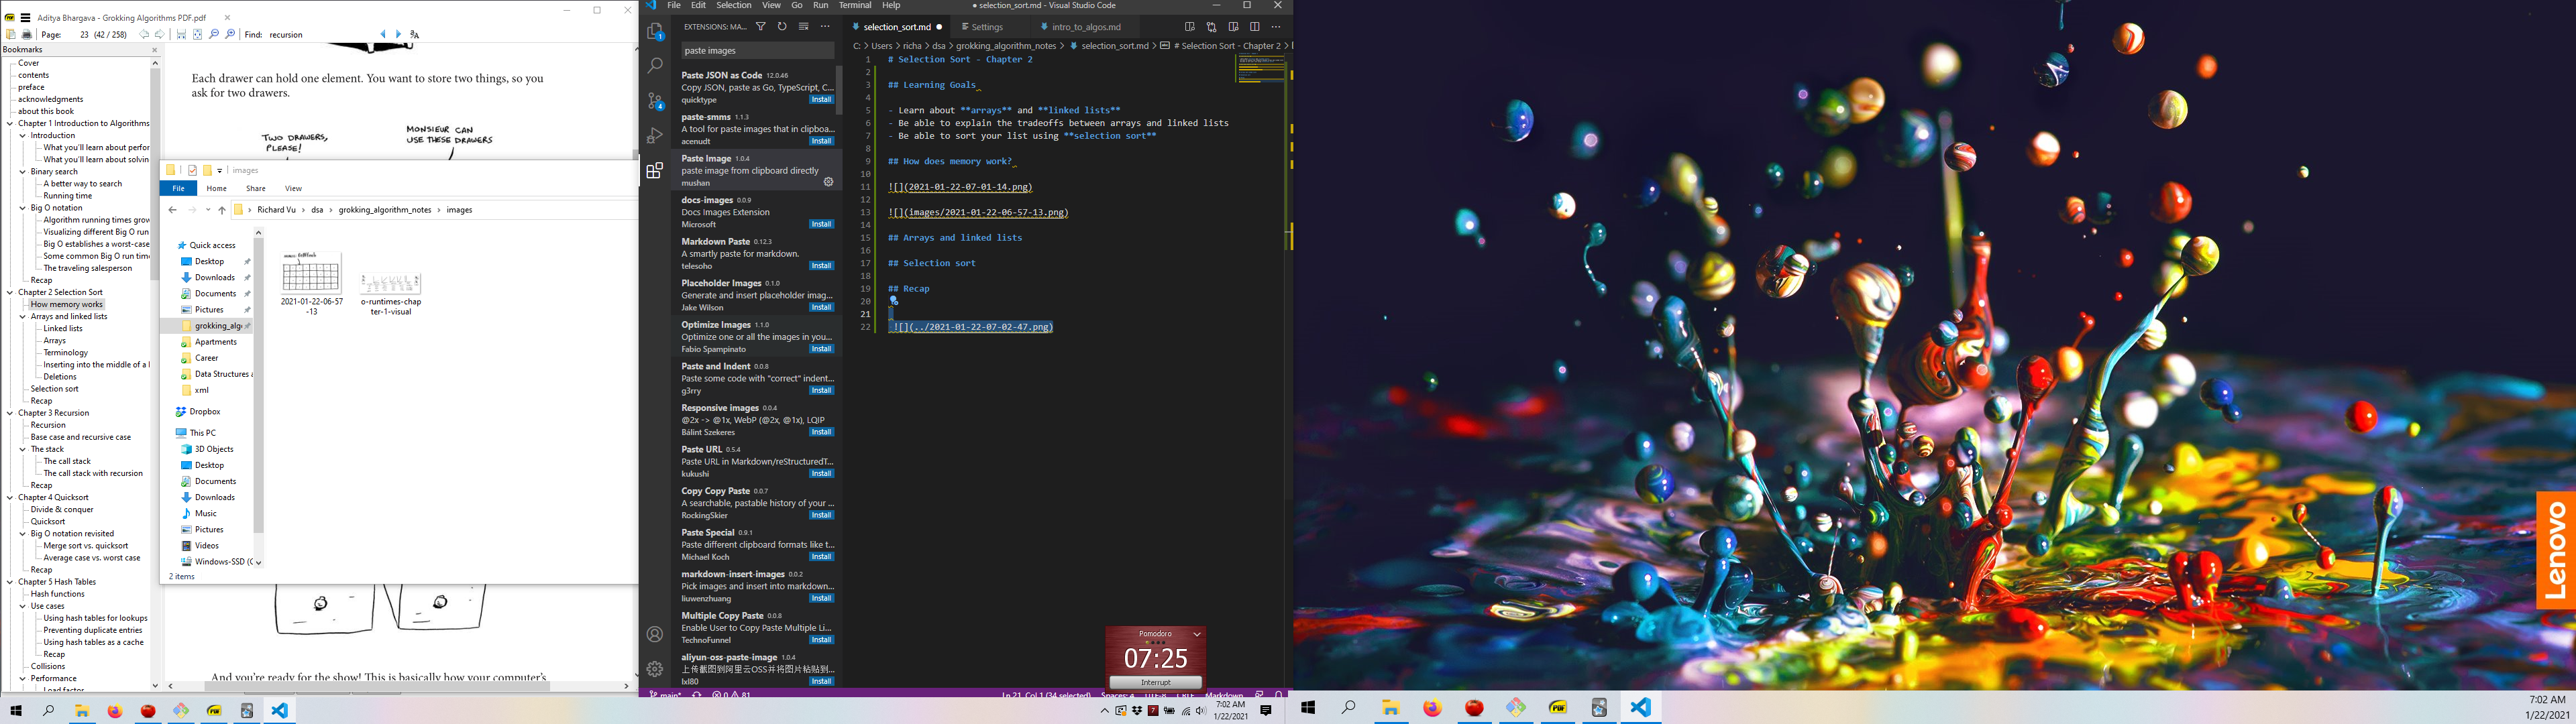 Aditya Bhargava - Grokking Algorithms PDF.pdf
Page: 23 (42 / 258) Find: recursion
Bookmarks
Cover
contents
preface
acknowledgments
about this book
Chapter 1 Introduction to Algorithms
Introduction
What you'll learn about perfor
What you'll learn about solvin
Binary search
A better way to search
Running time
Big O notation
Algorithm running times grow
Visualizing different Big O run
Big O establishes a worst-case
Some common Big O run time
The traveling salesperson
Recap
Chapter 2 Selection Sort
How memory works
Arrays and linked lists
Linked lists
Arrays
Terminology
Inserting into the middle of a l
Deletions
Selection sort
Recap
Chapter 3 Recursion
Recursion
Base case and recursive case
The stack
The call stack
The call stack with recursion
Recap
Chapter 4 Quicksort
Divide & conquer
Quicksort
Big O notation revisited
Merge sort vs. quicksort
Average case vs. worst case
Recap
Chapter 5 Hash Tables
Hash functions
Use cases
Using hash tables for lookups
Preventing duplicate entries
Using hash tables as a cache
Recap
Collisions
Performance
Load factor
Each drawer can hold one element. You want to store two things, so you
ask for two drawers.
TWO DRAWERS,
PLEASE!
MONSIEUR CAN
USE THESE DRAWERS
images
File Home Share View
Richard Vu > dsa > grokking_algorithm_notes > images
Quick access
Desktop
Downloads
Documents
Pictures
grokking_algo
Apartments
Career
Data Structures a
xml
Dropbox
This PC
3D Objects
Desktop
Documents
Downloads
Music
Pictures
Videos
Windows-SSD (C
2021-01-22-06-57
-13
o-runtimes-chap
ter-1-visual
2 items
And you're ready for the show! This is basically how your computer's
File Edit Selection View Go Run Terminal Help
● selection_sort.md - Visual Studio Code
EXTENSIONS: MA...
paste images
Paste JSON as Code 12.0.46
Copy JSON, paste as Go, TypeScript, C...
quicktype Install
paste-smms 1.1.3
A tool for paste images that in clipboa...
acenudt Install
Paste Image 1.0.4
paste image from clipboard directly
mushan
docs-images 0.0.9
Docs Images Extension
Microsoft Install
Markdown Paste 0.12.3
A smartly paste for markdown.
telesoho Install
Placeholder Images 0.1.0
Generate and insert placeholder imag...
Jake Wilson Install
Optimize Images 1.1.0
Optimize one or all the images in you...
Fabio Spampinato Install
Paste and Indent 0.0.8
Paste some code with "correct" indent...
g3rry Install
Responsive images 0.0.4
@2x -> @1x, WebP (@2x, @1x), LQIP
Bálint Szekeres Install
Paste URL 0.5.4
Paste URL in Markdown/reStructuredT...
kukushi Install
Copy Copy Paste 0.0.7
A searchable, pastable history of your ...
RockingSkier Install
Paste Special 0.9.1
Paste different clipboard formats like t...
Michael Koch Install
markdown-insert-images 0.0.2
Pick images and insert into markdown...
liuwenzhuang Install
Multiple Copy Paste 0.0.8
Enable User to Copy Paste Multiple Li...
TechnoFunnel Install
aliyun-oss-paste-image 1.0.4
上传截图到阿里云OSS并将图片粘贴到...
lxl80 Install
selection_sort.md ● Settings intro_to_algos.md
C: > Users > richa > dsa > grokking_algorithm_notes > selection_sort.md > # Selection Sort - Chapter 2 >
1 # Selection Sort - Chapter 2
2
3 ## Learning Goals
4
5 - Learn about **arrays** and **linked lists**
6 - Be able to explain the tradeoffs between arrays and linked lists
7 - Be able to sort your list using **selection sort**
8
9 ## How does memory work?
10
11 ![](2021-01-22-07-01-14.png)
12
13 ![](images/2021-01-22-06-57-13.png)
14
15 ## Arrays and linked lists
16
17 ## Selection sort
18
19 ## Recap
20
21
22 ![](../2021-01-22-07-02-47.png)
Pomodoro
07:25
Interrupt
main* 0 81 Ln 21, Col 1 (34 selected) Spaces: 4 UTF-8 CRLF Markdown
7:02 AM
1/22/2021
Lenovo
7:02 AM
1/22/2021